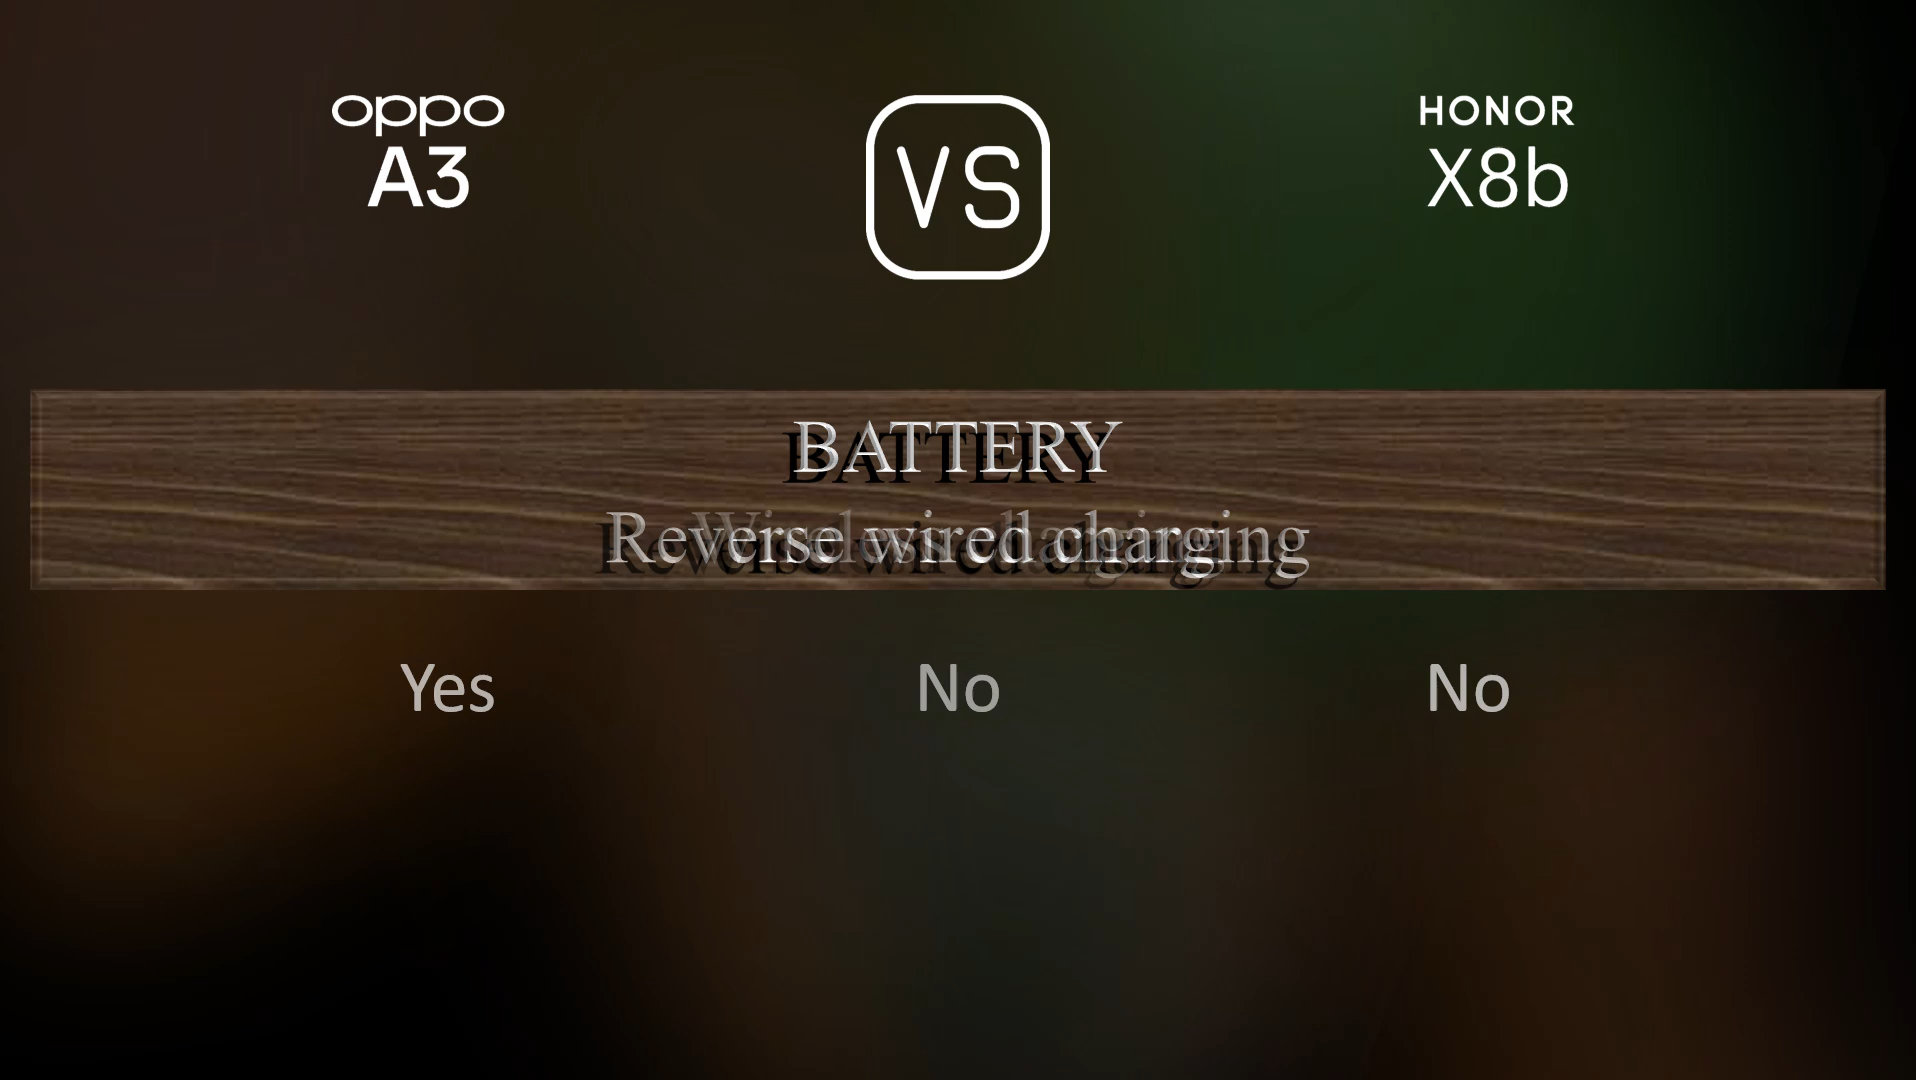 oppo
A3
VS
HONOR
X8b
BATTERY
Reverse wired charging
Yes No No